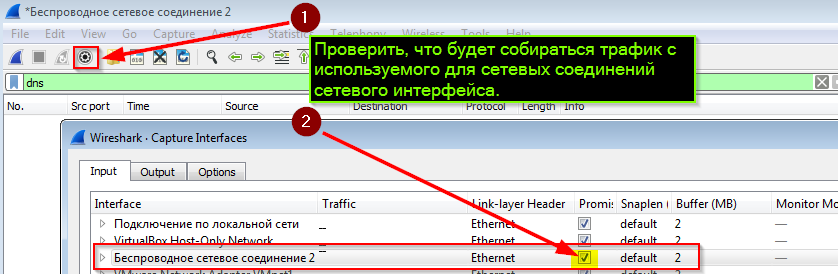 *Беспроводное сетевое соединение 2
1
File Edit View Go Capture Analyze Statistics Telephony Wireless Tools Help
Проверить, что будет собираться трафик с
используемого для сетевых соединений
сетевого интерфейса.
dns
No. Src port Time Source Destination Protocol Length Info
2
Wireshark · Capture Interfaces
Input Output Options
Interface Traffic Link-layer Header Promis Snaplen ( Buffer (MB) Monitor Mo
Подключение по локальной сети _ Ethernet default 2 —
VirtualBox Host-Only Network _ Ethernet default 2 —
Беспроводное сетевое соединение 2 Ethernet default 2 —
VMware Network Adapter VMnet1 Ethernet default 2